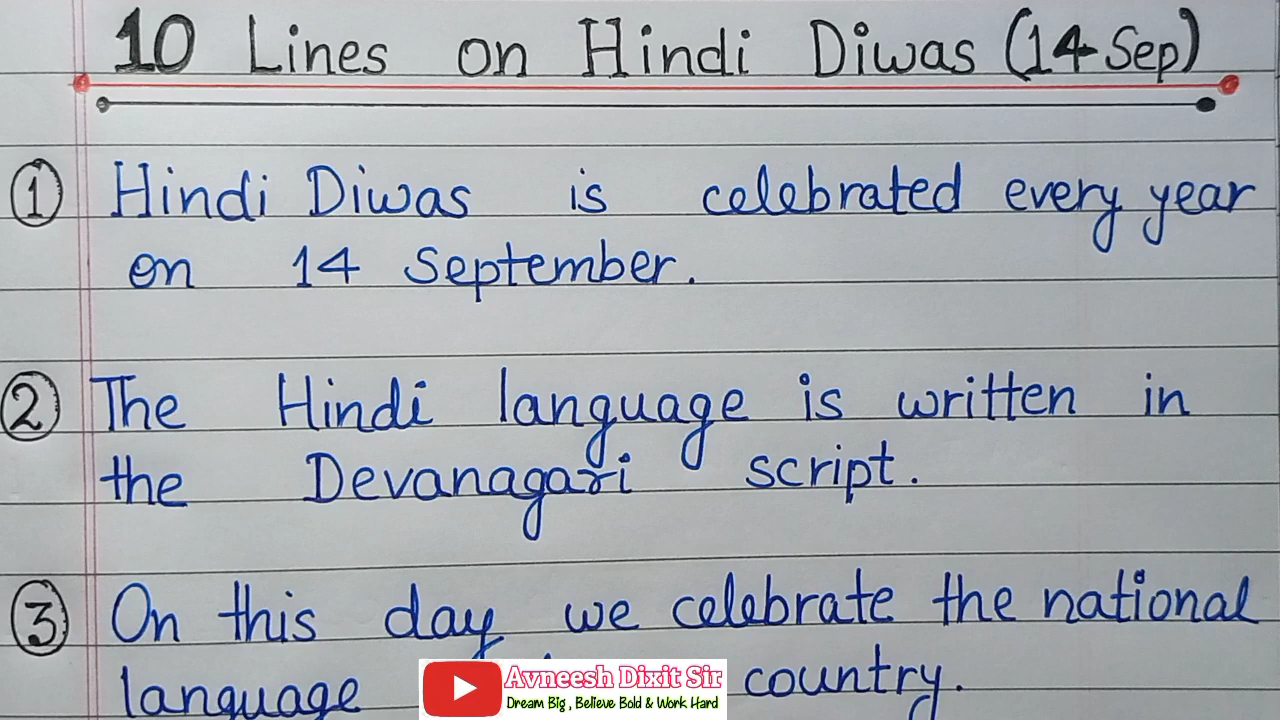 10 Lines on Hindi Diwas (14 Sep)
① Hindi Diwas is celebrated every year
on 14 September.
② The Hindi language is written in
the Devanagari script.
③ On this day we celebrate the national
language country.
Avneesh Dixit Sir
Dream Big , Believe Bold & Work Hard